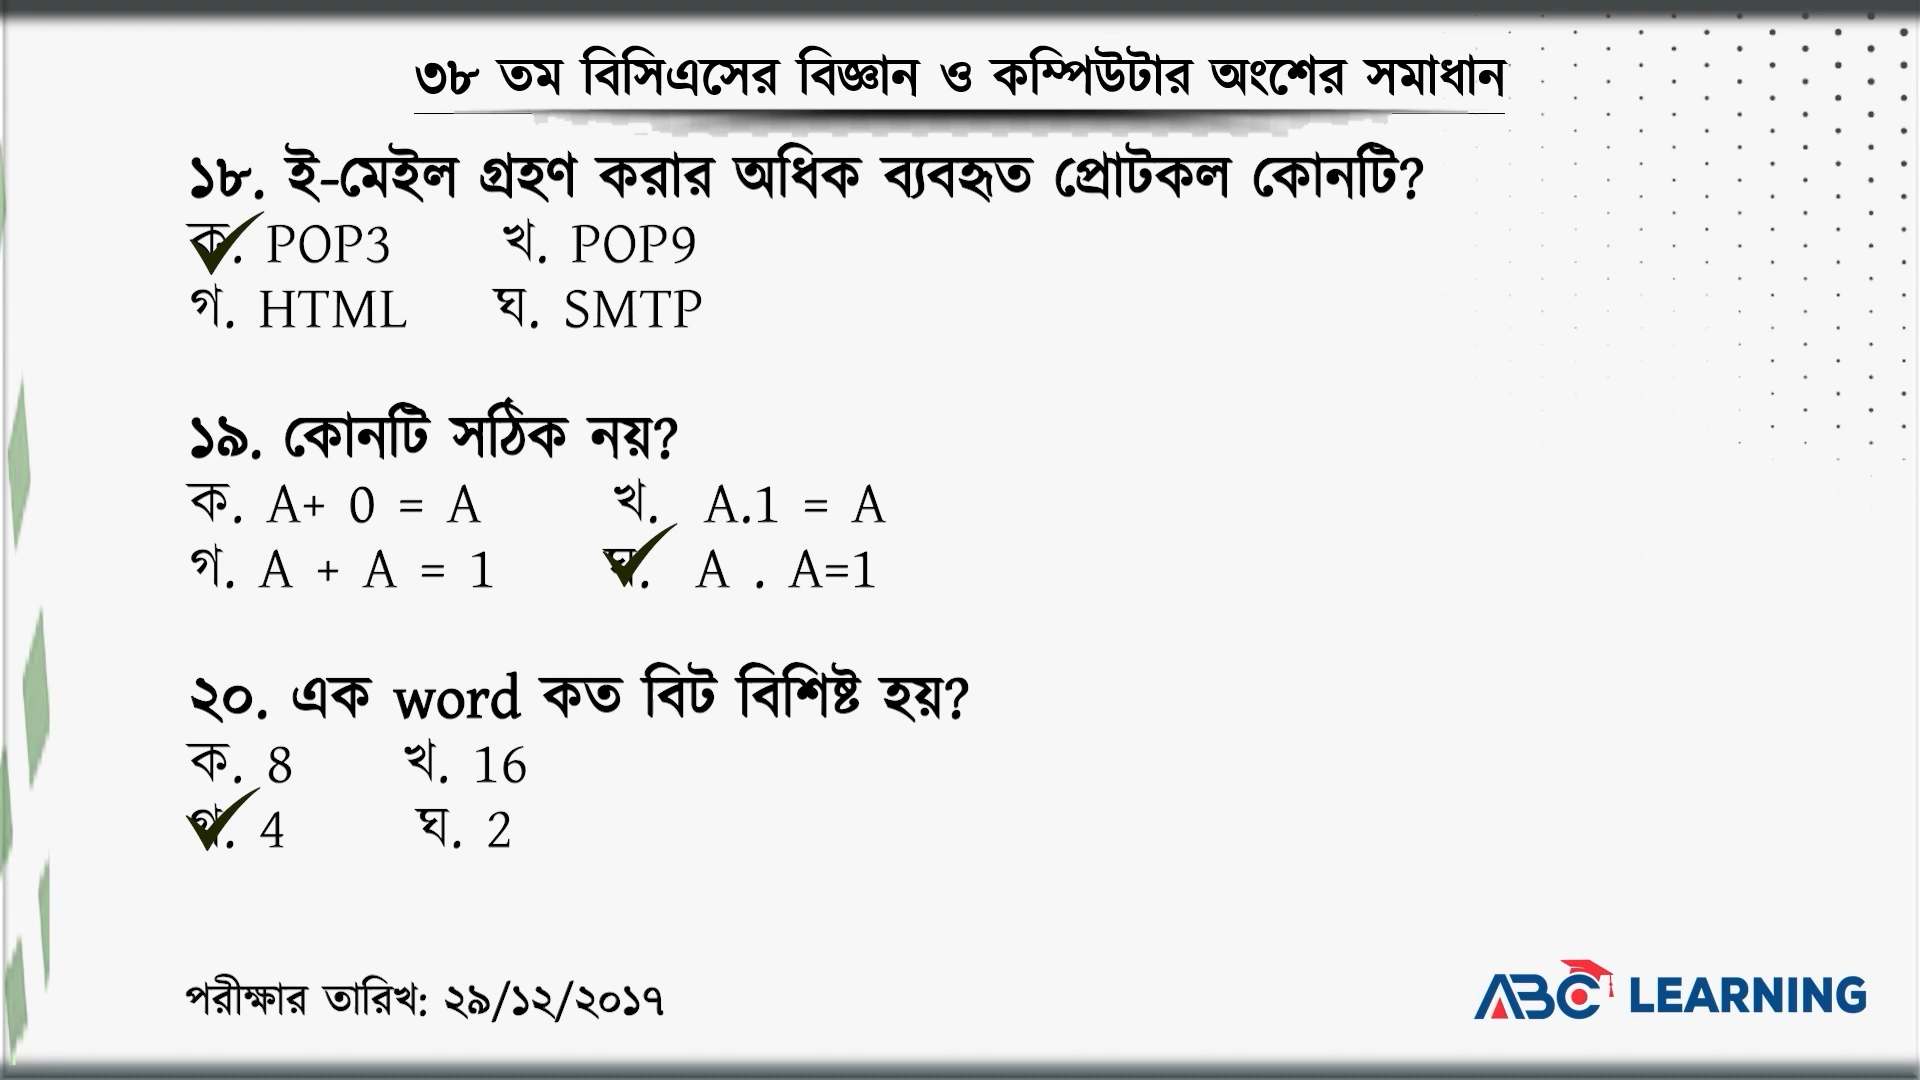 ৩৮ তম বিসিএসের বিজ্ঞান ও কম্পিউটার অংশের সমাধান
১৮. ই-মেইল গ্রহণ করার অধিক ব্যবহৃত প্রোটকল কোনটি?
ক. POP3 খ. POP9
গ. HTML ঘ. SMTP
১৯. কোনটি সঠিক নয়?
ক. A+ 0 = A খ. A.1 = A
গ. A + A = 1 ঘ. A . A=1
২০. এক word কত বিট বিশিষ্ট হয়?
ক. 8 খ. 16
গ. 4 ঘ. 2
পরীক্ষার তারিখ: ২৯/১২/২০১৭
ABC LEARNING